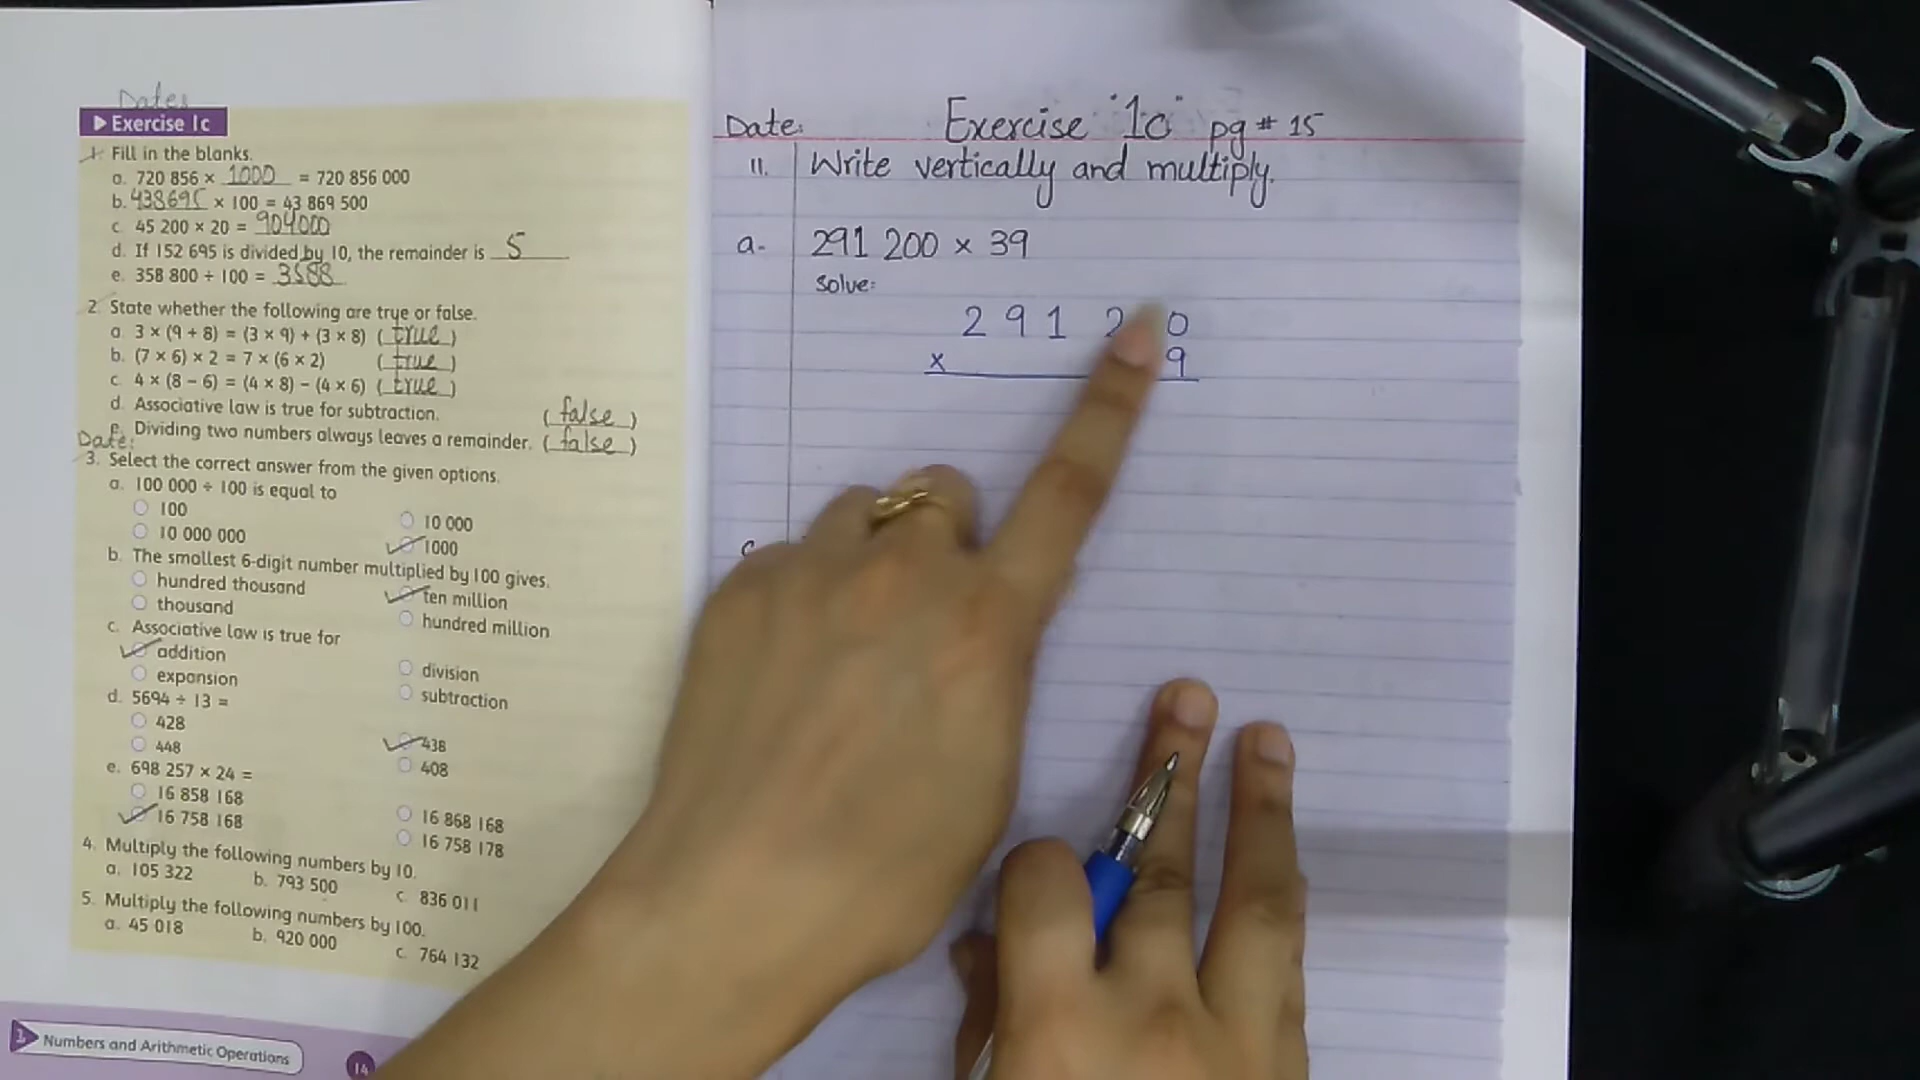 Date:
Exercise 1c
1. Fill in the blanks.
a. 720 856 × 1000 = 720 856 000
b. 438695 × 100 = 43 869 500
c. 45 200 × 20 = 904000
d. If 152 695 is divided by 10, the remainder is 5
e. 358 800 ÷ 100 = 3588
2. State whether the following are true or false.
a. 3 × (9 + 8) = (3 × 9) + (3 × 8) (true)
b. (7 × 6) × 2 = 7 × (6 × 2) (true)
c. 4 × (8 − 6) = (4 × 8) − (4 × 6) (true)
d. Associative law is true for subtraction. (false)
e. Dividing two numbers always leaves a remainder. (false)
Date:
3. Select the correct answer from the given options.
a. 100 000 ÷ 100 is equal to
100 10 000
10 000 000 1000
b. The smallest 6-digit number multiplied by 100 gives.
hundred thousand ten million
thousand hundred million
c. Associative law is true for
addition division
expansion subtraction
d. 5694 ÷ 13 =
428 438
448 408
e. 698 257 × 24 =
16 858 168 16 868 168
16 758 168 16 758 178
4. Multiply the following numbers by 10.
a. 105 322 b. 793 500 c. 836 011
5. Multiply the following numbers by 100.
a. 45 018 b. 920 000 c. 764 132
1 Numbers and Arithmetic Operations 14
Date: Exercise "1c" pg # 15
11. Write vertically and multiply.
a- 291 200 × 39
Solve:
2 9 1 2 0
× 9